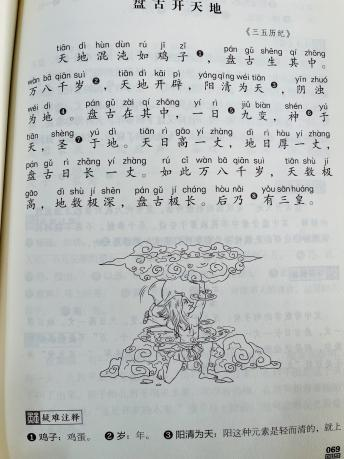 盘古开天地
《三五历纪》
tiān dì hùn dùn rú jī zǐ pán gǔ shēng qí zhōng
天地混沌如鸡子❶，盘古生其中。
wàn bā qiān suì tiān dì kāi pì yáng qīng wéi tiān yīn zhuó
万八千岁❷，天地开辟，阳清为天❸，阴浊
wéi dì pán gǔ zài qí zhōng yí rì jiǔ biàn shén yú
为地❹。盘古在其中，一日❺九变，神❻于
tiān shèng yú dì tiān rì gāo yí zhàng dì rì hòu yí zhàng
天，圣❼于地。天日高一丈，地日厚一丈，
pán gǔ rì zhǎng yí zhàng rú cǐ wàn bā qiān suì tiān shù jí
盘古日长一丈。如此万八千岁，天数极
gāo dì shù jí shēn pán gǔ jí cháng hòu nǎi yǒu sān huáng
高，地数极深，盘古极长。后乃❽有三皇。
疑难注释
❶ 鸡子：鸡蛋。 ❷ 岁：年。 ❸ 阳清为天：阳这种元素是轻而清的，就上
069